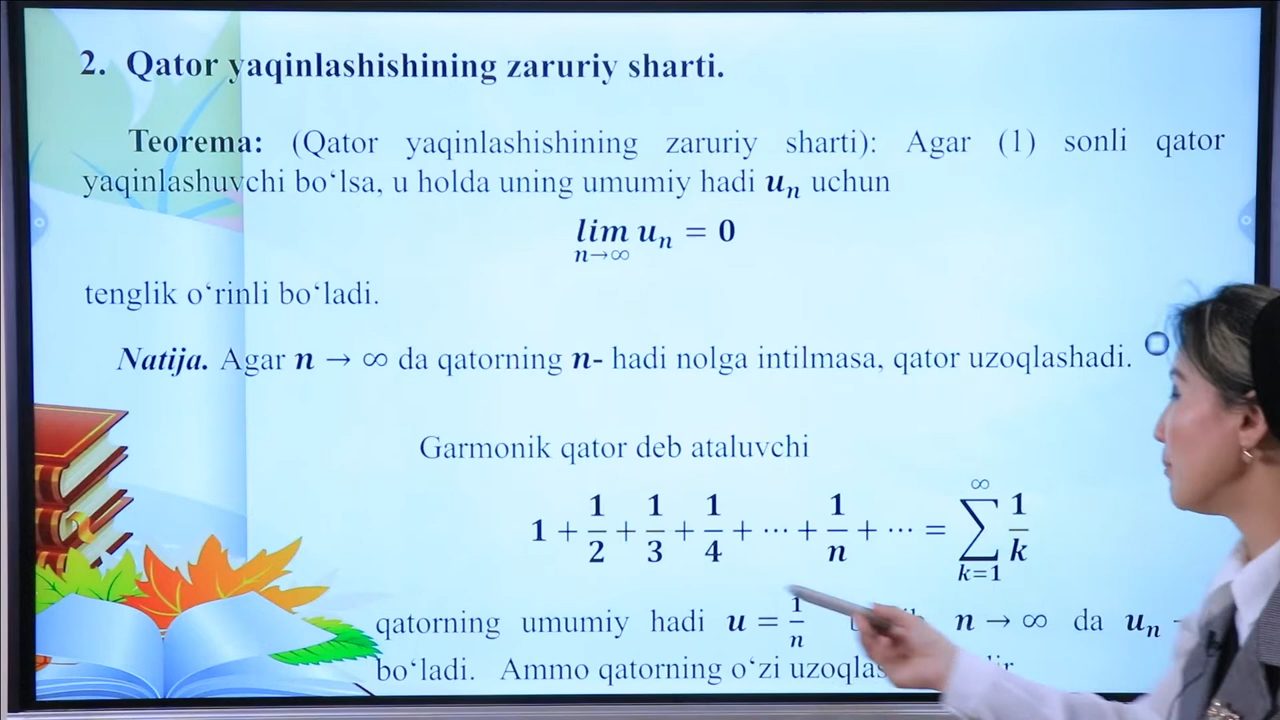 2. Qator yaqinlashishining zaruriy sharti.
Teorema: (Qator yaqinlashishining zaruriy sharti): Agar (1) sonli qator
yaqinlashuvchi bo‘lsa, u holda uning umumiy hadi uₙ uchun
lim uₙ = 0
n→∞
tenglik o‘rinli bo‘ladi.
Natija. Agar n → ∞ da qatorning n- hadi nolga intilmasa, qator uzoqlashadi.
Garmonik qator deb ataluvchi
1 + 1/2 + 1/3 + 1/4 + ⋯ + 1/n + ⋯ = ∑_{k=1}^{∞} 1/k
qatorning umumiy hadi u = 1/n n → ∞ da uₙ
bo‘ladi. Ammo qatorning o‘zi